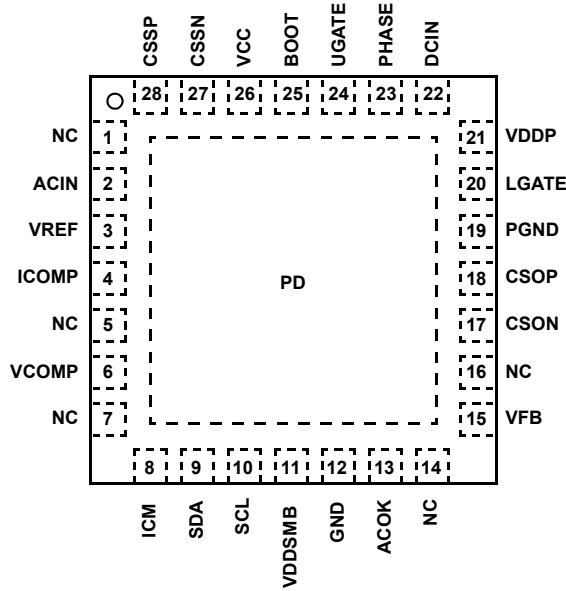 CSSP
CSSN
VCC
BOOT
UGATE
PHASE
DCIN
28 27 26 25 24 23 22
NC 1
21 VDDP
ACIN 2
20 LGATE
VREF 3
19 PGND
ICOMP 4
PD
18 CSOP
NC 5
17 CSON
VCOMP 6
16 NC
NC 7
15 VFB
8 9 10 11 12 13 14
ICM
SDA
SCL
VDDSMB
GND
ACOK
NC